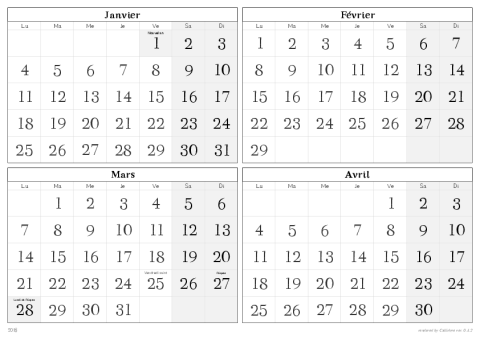 Janvier
Lu Ma Me Je Ve Sa Di
1 2 3
4 5 6 7 8 9 10
11 12 13 14 15 16 17
18 19 20 21 22 23 24
25 26 27 28 29 30 31
Février
Lu Ma Me Je Ve Sa Di
1 2 3 4 5 6 7
8 9 10 11 12 13 14
15 16 17 18 19 20 21
22 23 24 25 26 27 28
29
Mars
Lu Ma Me Je Ve Sa Di
1 2 3 4 5 6
7 8 9 10 11 12 13
14 15 16 17 18 19 20
Vendredi saint Pâques
21 22 23 24 25 26 27
Lundi de Pâques
28 29 30 31
Avril
Lu Ma Me Je Ve Sa Di
1 2 3
4 5 6 7 8 9 10
11 12 13 14 15 16 17
18 19 20 21 22 23 24
25 26 27 28 29 30
2016